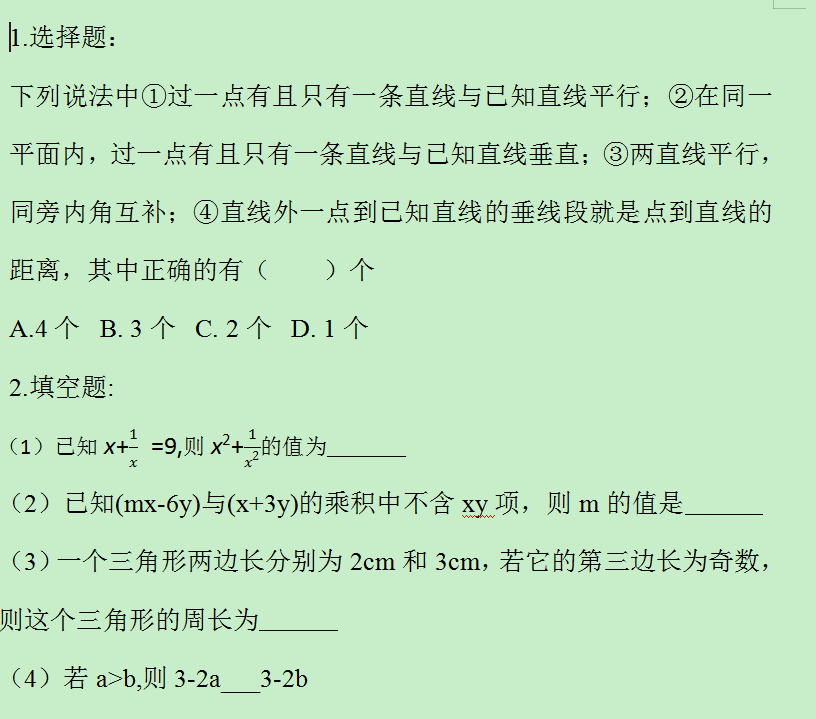 1.选择题：
下列说法中①过一点有且只有一条直线与已知直线平行；②在同一
平面内，过一点有且只有一条直线与已知直线垂直；③两直线平行，
同旁内角互补；④直线外一点到已知直线的垂线段就是点到直线的
距离，其中正确的有（　　）个
A.4 个 B. 3 个 C. 2 个 D. 1 个
2.填空题:
（1）已知 x+1/x =9,则 x²+1/x²的值为______
（2）已知(mx-6y)与(x+3y)的乘积中不含 xy 项，则 m 的值是______
（3）一个三角形两边长分别为 2cm 和 3cm，若它的第三边长为奇数，
则这个三角形的周长为______
（4）若 a>b,则 3-2a___3-2b